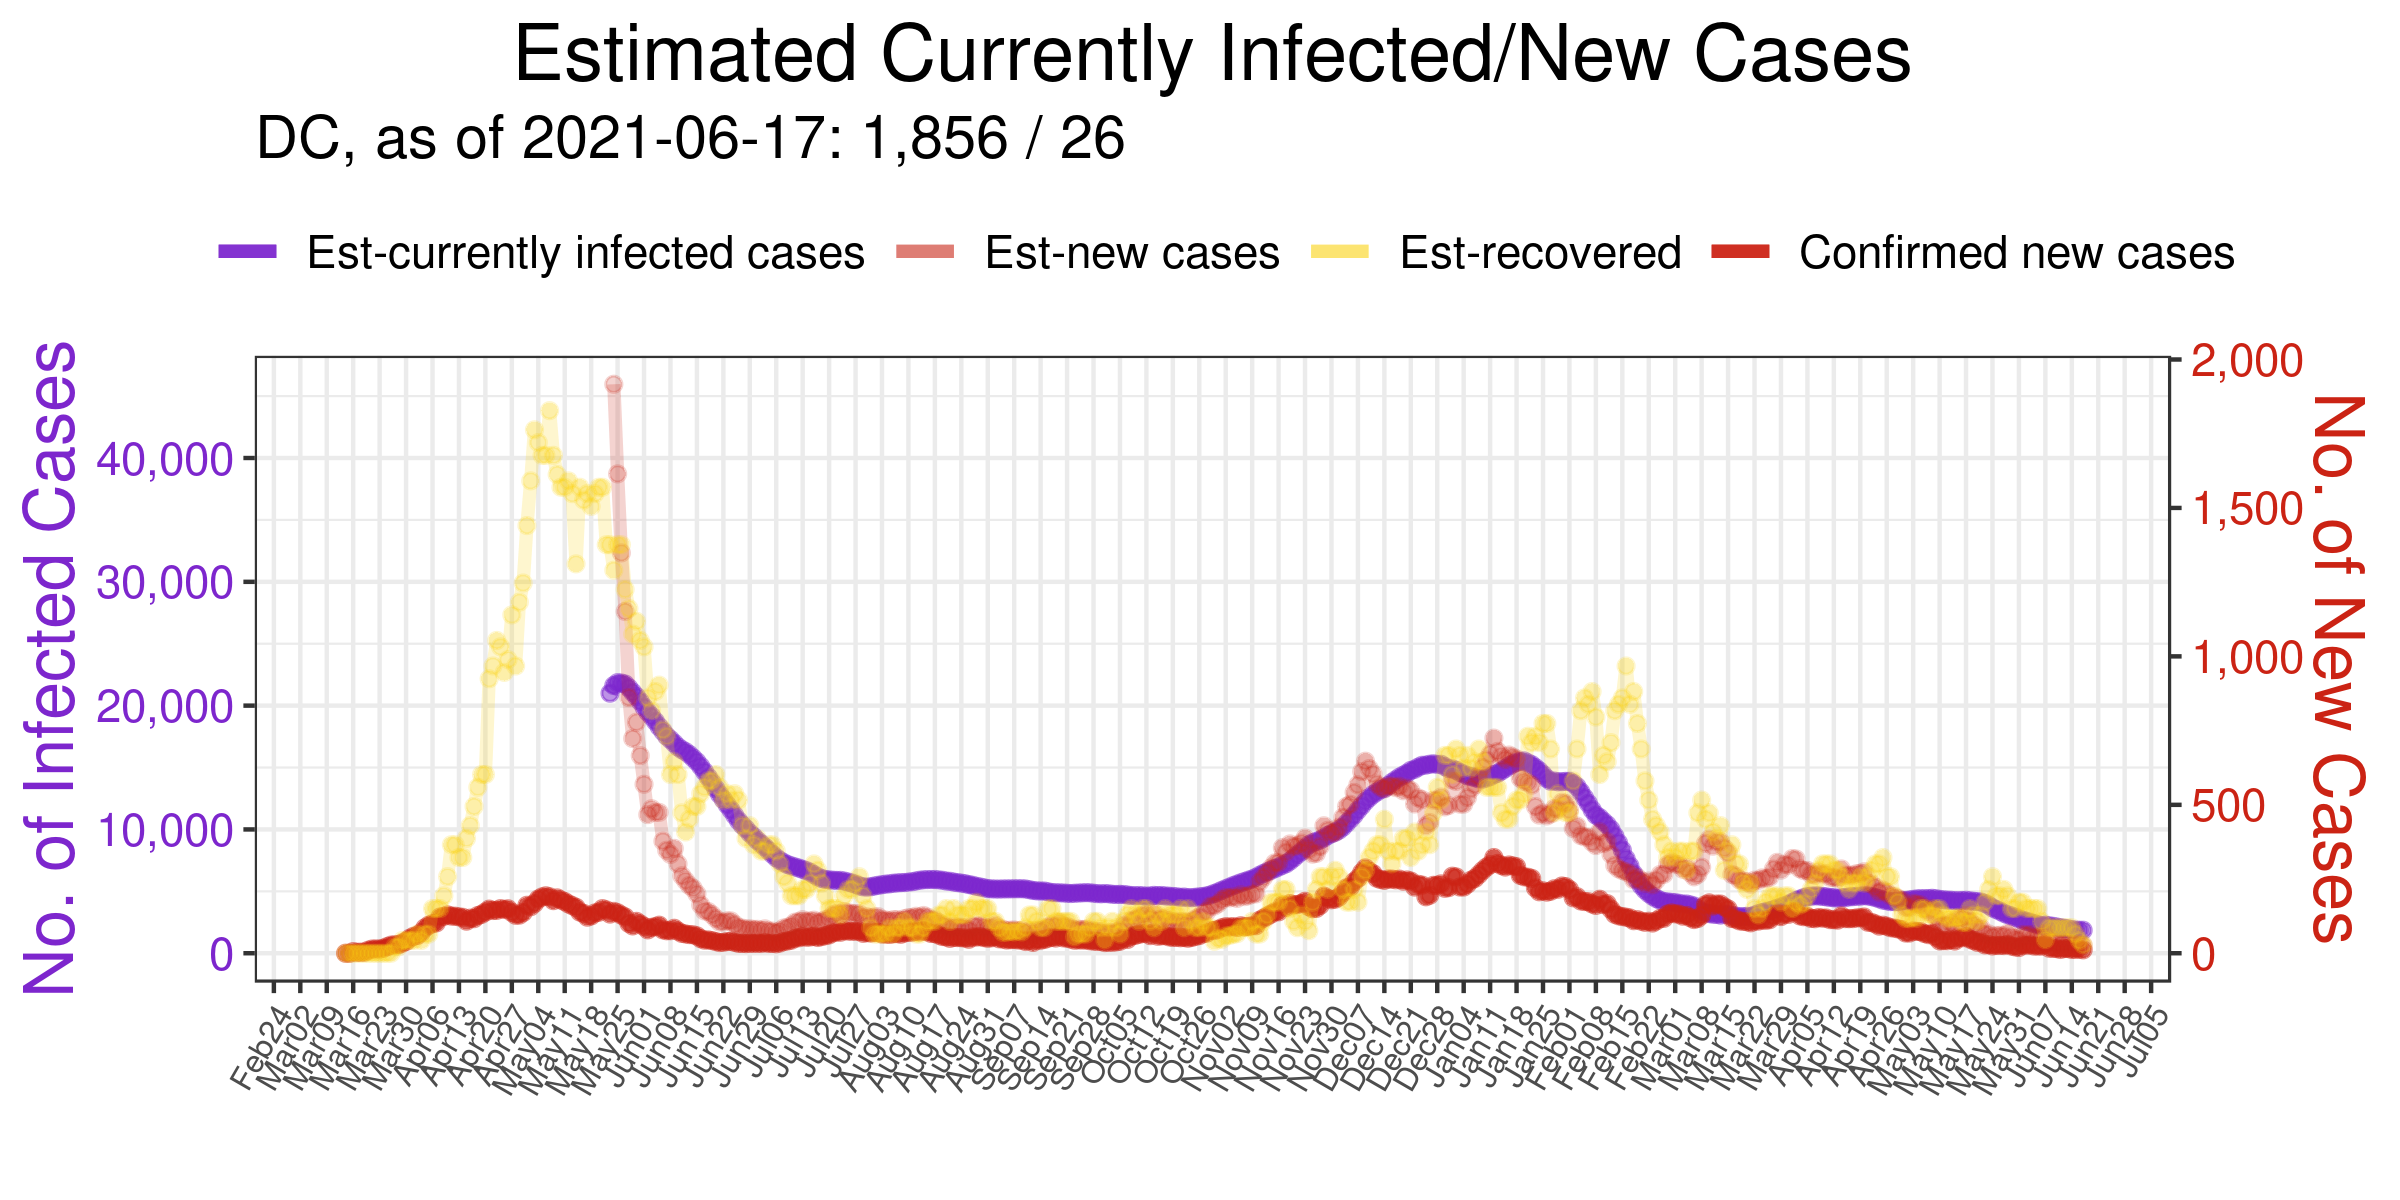 Estimated Currently Infected/New Cases
DC, as of 2021-06-17: 1,856 / 26
Est-currently infected cases
Est-new cases
Est-recovered
Confirmed new cases
No. of Infected Cases
40,000
30,000
20,000
10,000
0
2,000
1,500
1,000
500
0
No. of New Cases
Feb24
Mar02
Mar09
Mar16
Mar23
Mar30
Apr06
Apr13
Apr20
Apr27
May04
May11
May18
May25
Jun01
Jun08
Jun15
Jun22
Jun29
Jul06
Jul13
Jul20
Jul27
Aug03
Aug10
Aug17
Aug24
Aug31
Sep07
Sep14
Sep21
Sep28
Oct05
Oct12
Oct19
Oct26
Nov02
Nov09
Nov16
Nov23
Nov30
Dec07
Dec14
Dec21
Dec28
Jan04
Jan11
Jan18
Jan25
Feb01
Feb08
Feb15
Feb22
Mar01
Mar08
Mar15
Mar22
Mar29
Apr05
Apr12
Apr19
Apr26
May03
May10
May17
May24
May31
Jun07
Jun14
Jun21
Jun28
Jul05